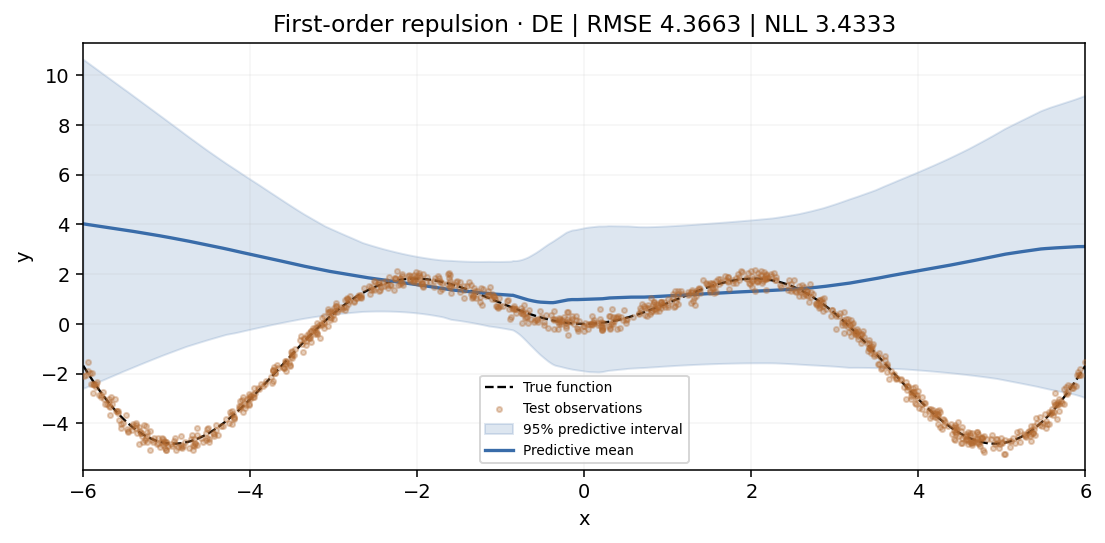 First-order repulsion · DE | RMSE 4.3663 | NLL 3.4333
10
8
6
4
2
0
−2
−4
y
True function
Test observations
95% predictive interval
Predictive mean
−6 −4 −2 0 2 4 6
x